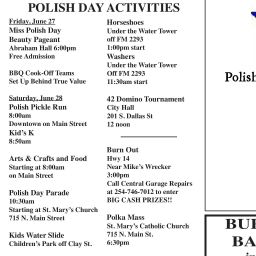 POLISH DAY ACTIVITIES
Friday, June 27
Miss Polish Day
Beauty Pageant
Abraham Hall 6:00pm
Free Admission
BBQ Cook-Off Teams
Set Up Behind True Value
Saturday, June 28
Polish Pickle Run
8:00am
Downtown on Main Street
Kid's K
8:50am
Arts & Crafts and Food
Starting at 8:00am
on Main Street
Polish Day Parade
10:30am
Starting at St. Mary's Church
715 N. Main St.
Kids Water Slide
Children's Park off Clay St.
Horseshoes
Under the Water Tower
off FM 2293
1:00pm start
Washers
Under the Water Tower
Off FM 2293
11:30am start
42 Domino Tournament
City Hall
201 S. Dallas St
12 noon
Burn Out
Hwy 14
Near Mike's Wrecker
3:00pm
Call Central Garage Repairs
at 254-746-7012 to enter
BIG CASH PRIZES!!
Polka Mass
St. Mary's Catholic Church
715 N. Main St.
6:30pm
Polish
BU
BA